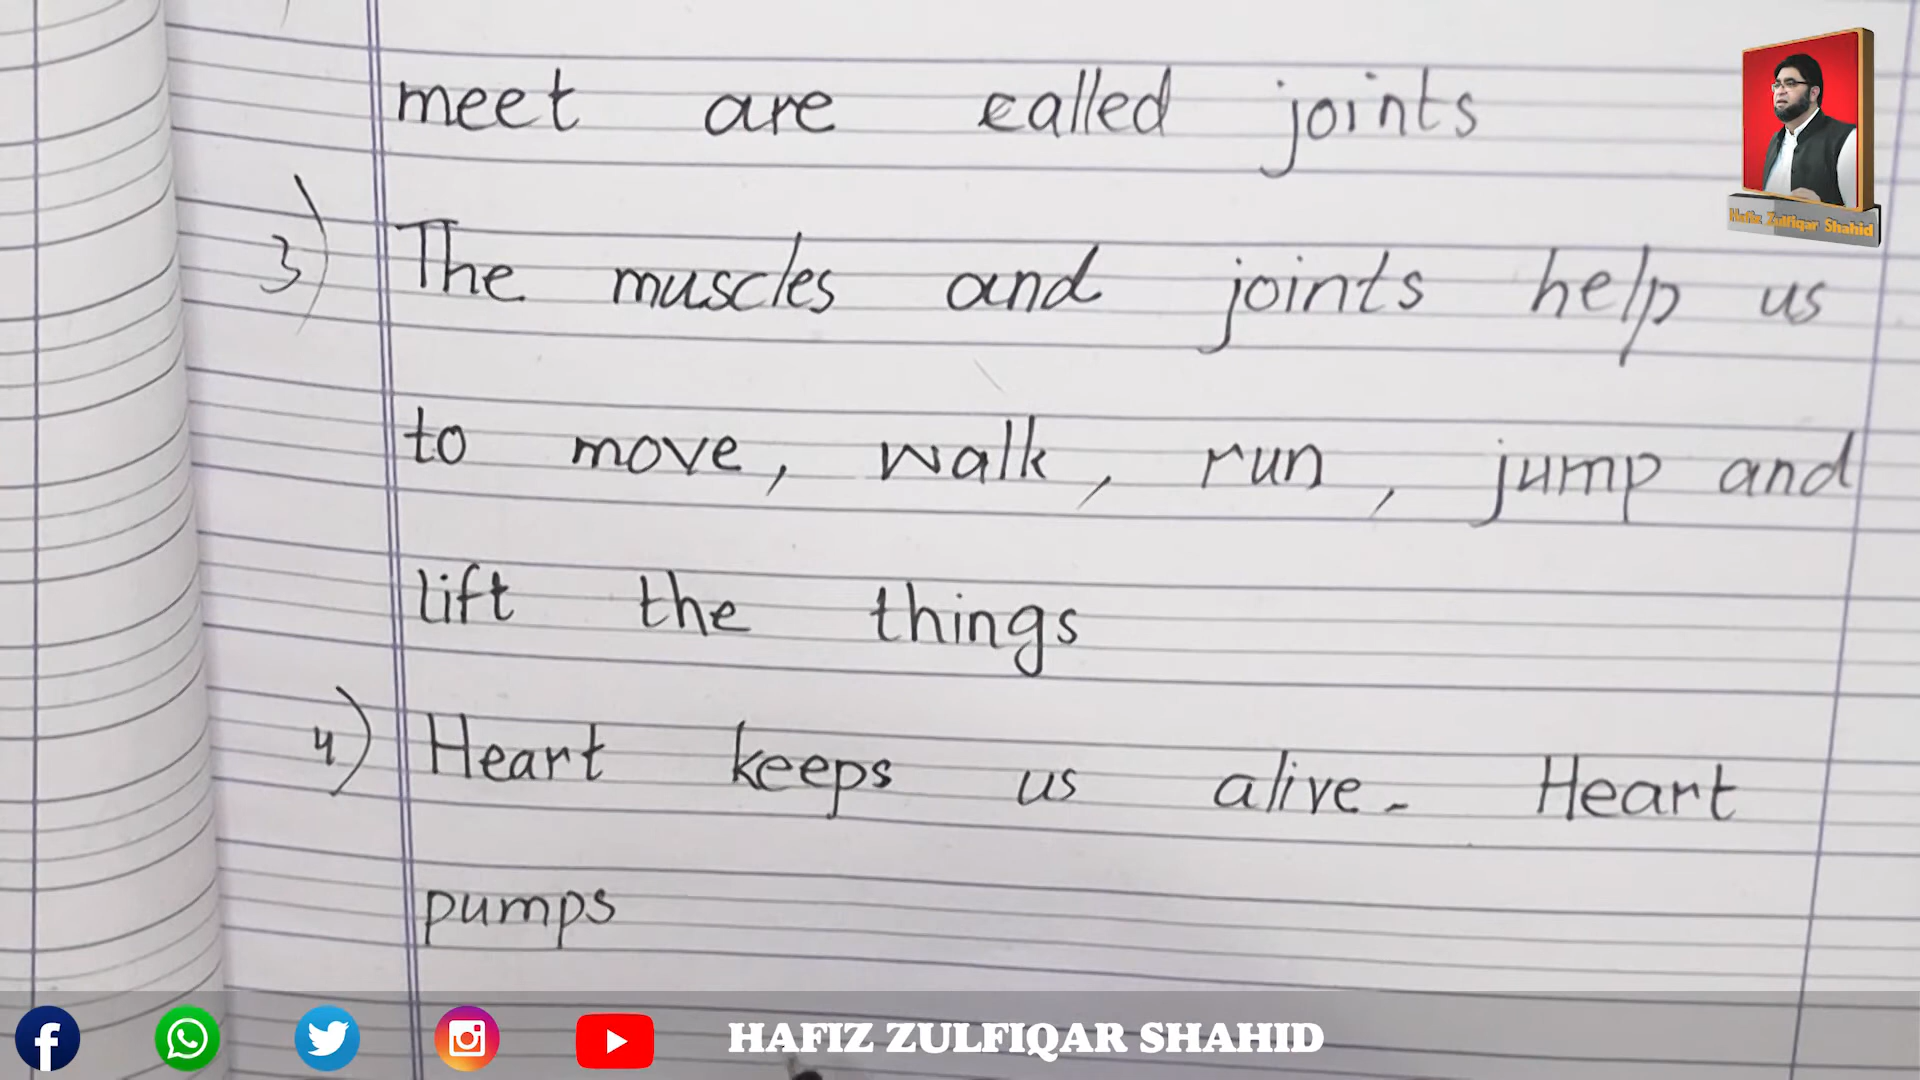 meet are called joints
3) The muscles and joints help us
to move, walk, run, jump and
lift the things
4) Heart keeps us alive. Heart
pumps
Hafiz Zulfiqar Shahid
HAFIZ ZULFIQAR SHAHID